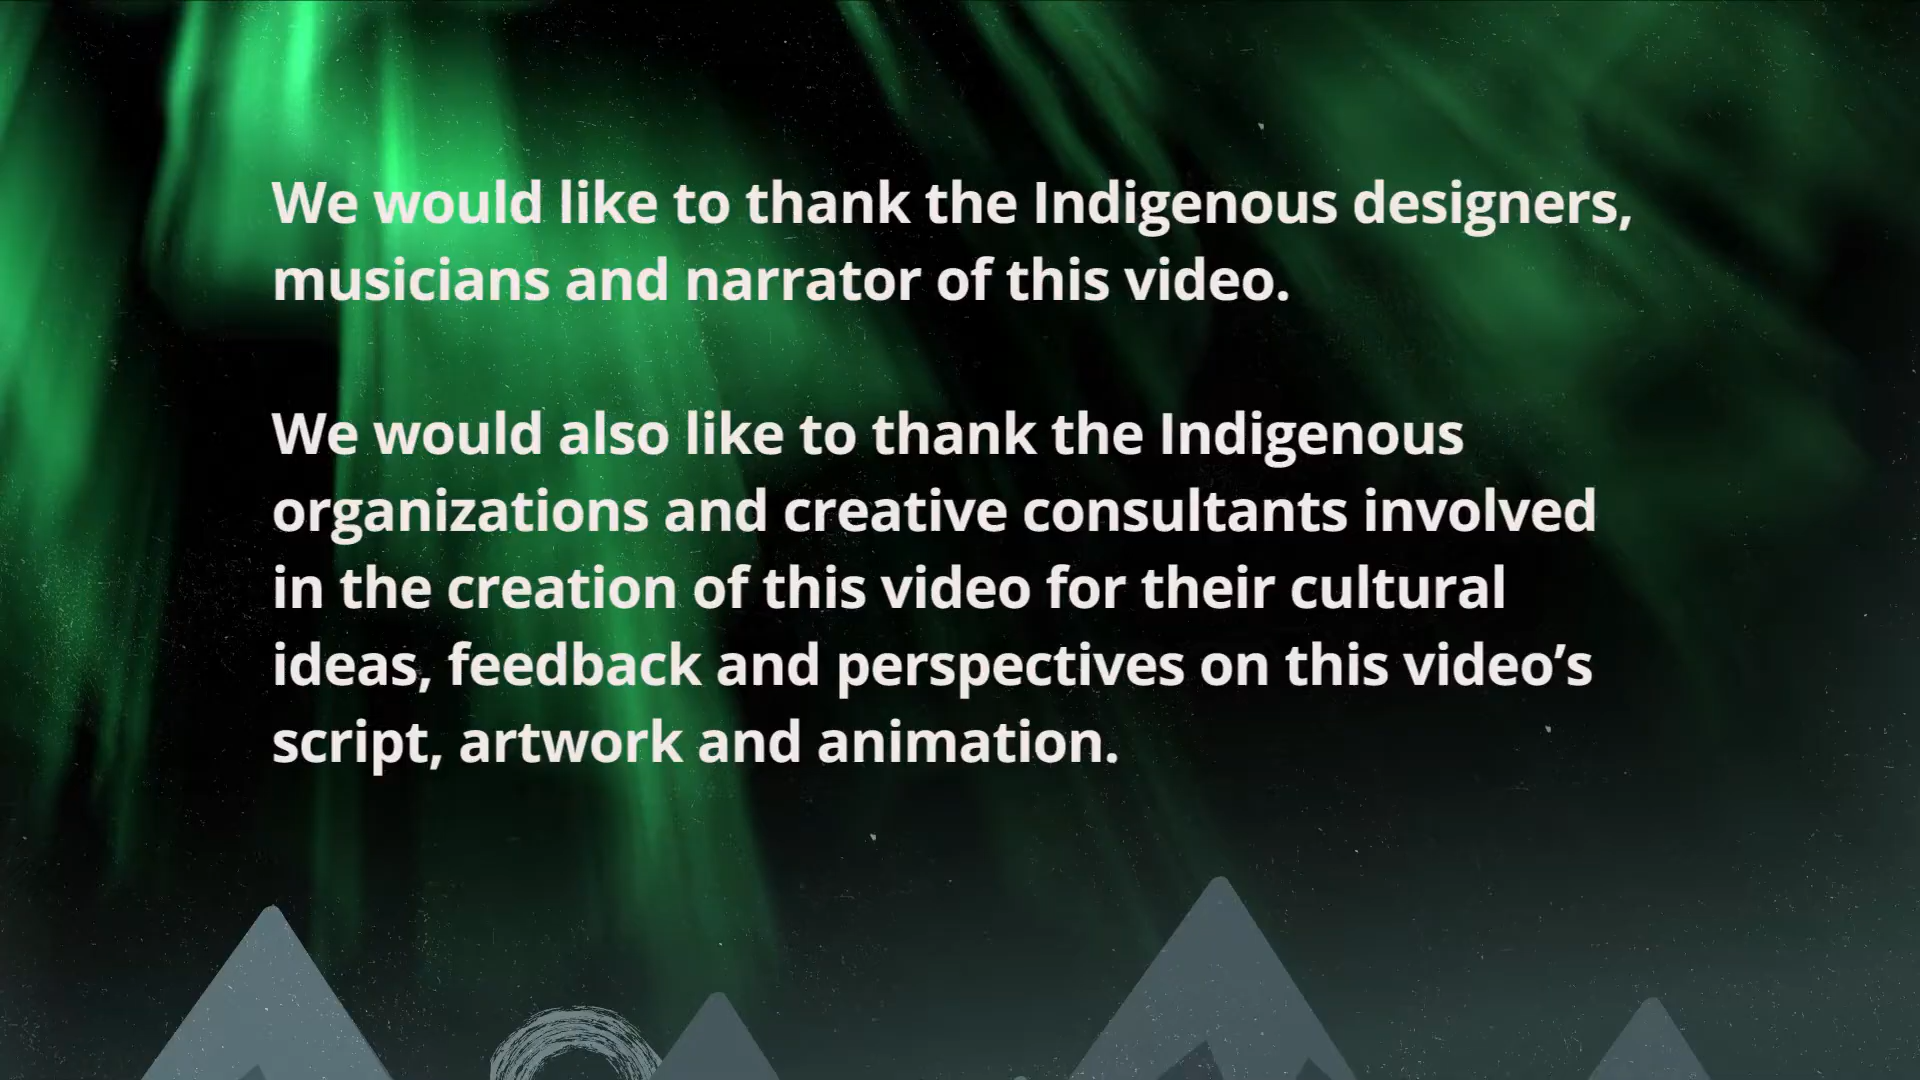 We would like to thank the Indigenous designers,
musicians and narrator of this video.
We would also like to thank the Indigenous
organizations and creative consultants involved
in the creation of this video for their cultural
ideas, feedback and perspectives on this video’s
script, artwork and animation.